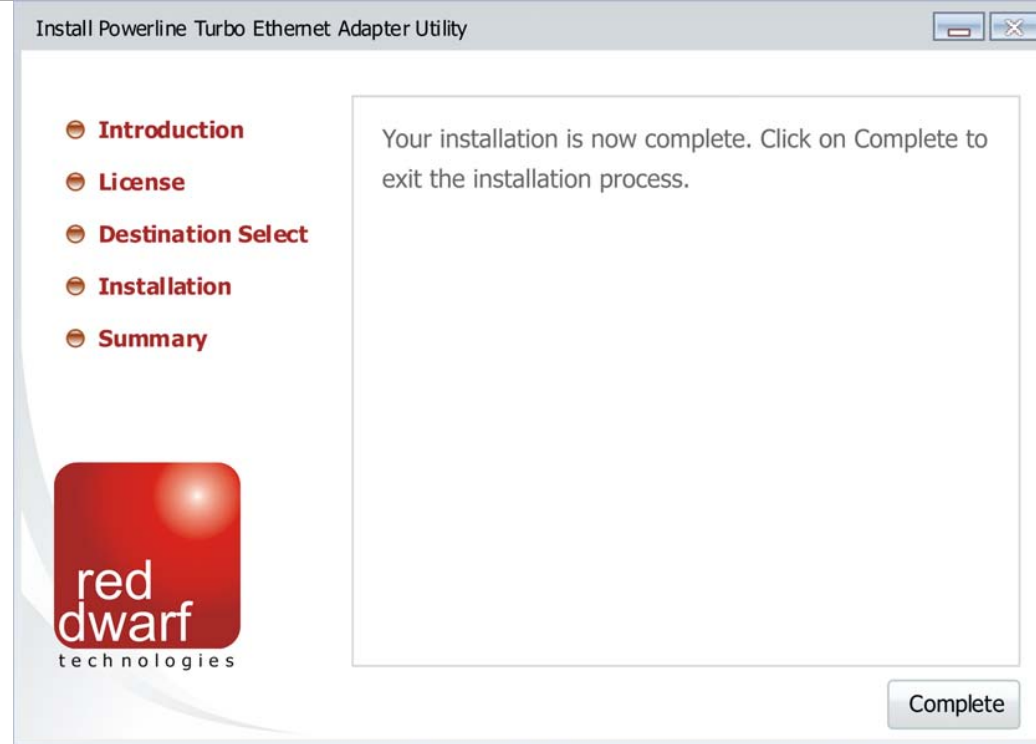 Install Powerline Turbo Ethernet Adapter Utility
Introduction
License
Destination Select
Installation
Summary
Your installation is now complete. Click on Complete to
exit the installation process.
red
dwarf
technologies
Complete